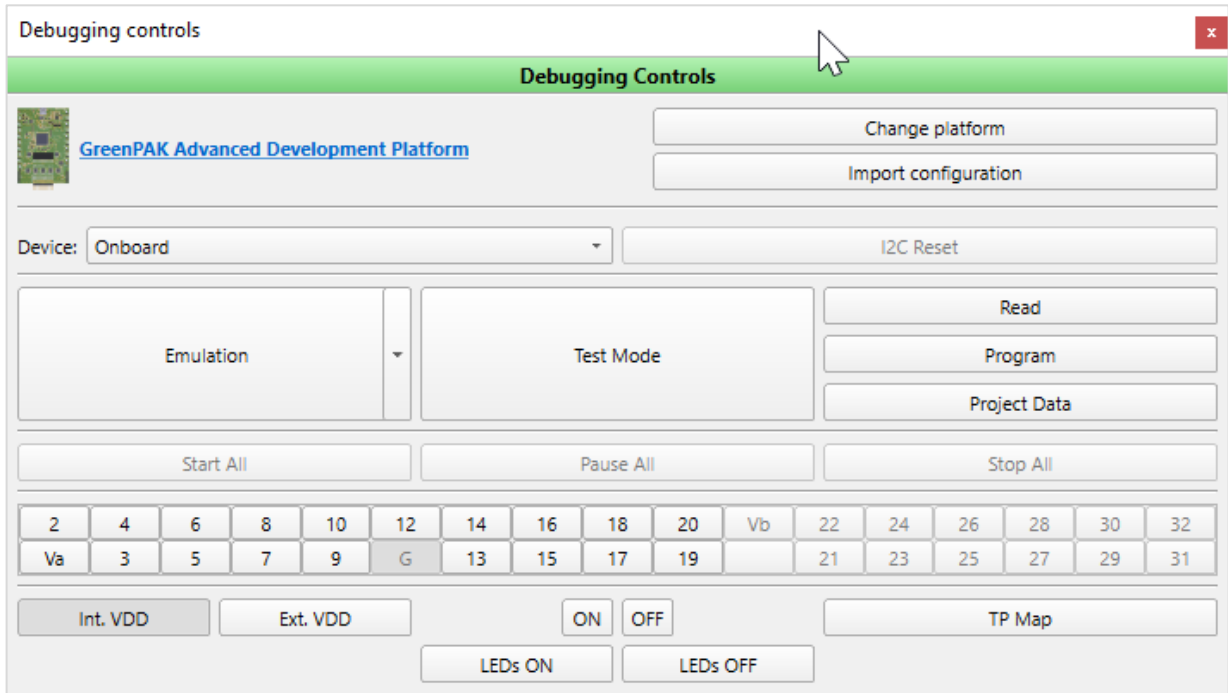 Debugging controls x
Debugging Controls
GreenPAK Advanced Development Platform
Change platform
Import configuration
Device: Onboard I2C Reset
Emulation Test Mode
Read
Program
Project Data
Start All Pause All Stop All
2 4 6 8 10 12 14 16 18 20 Vb 22 24 26 28 30 32
Va 3 5 7 9 G 13 15 17 19 21 23 25 27 29 31
Int. VDD Ext. VDD ON OFF TP Map
LEDs ON LEDs OFF